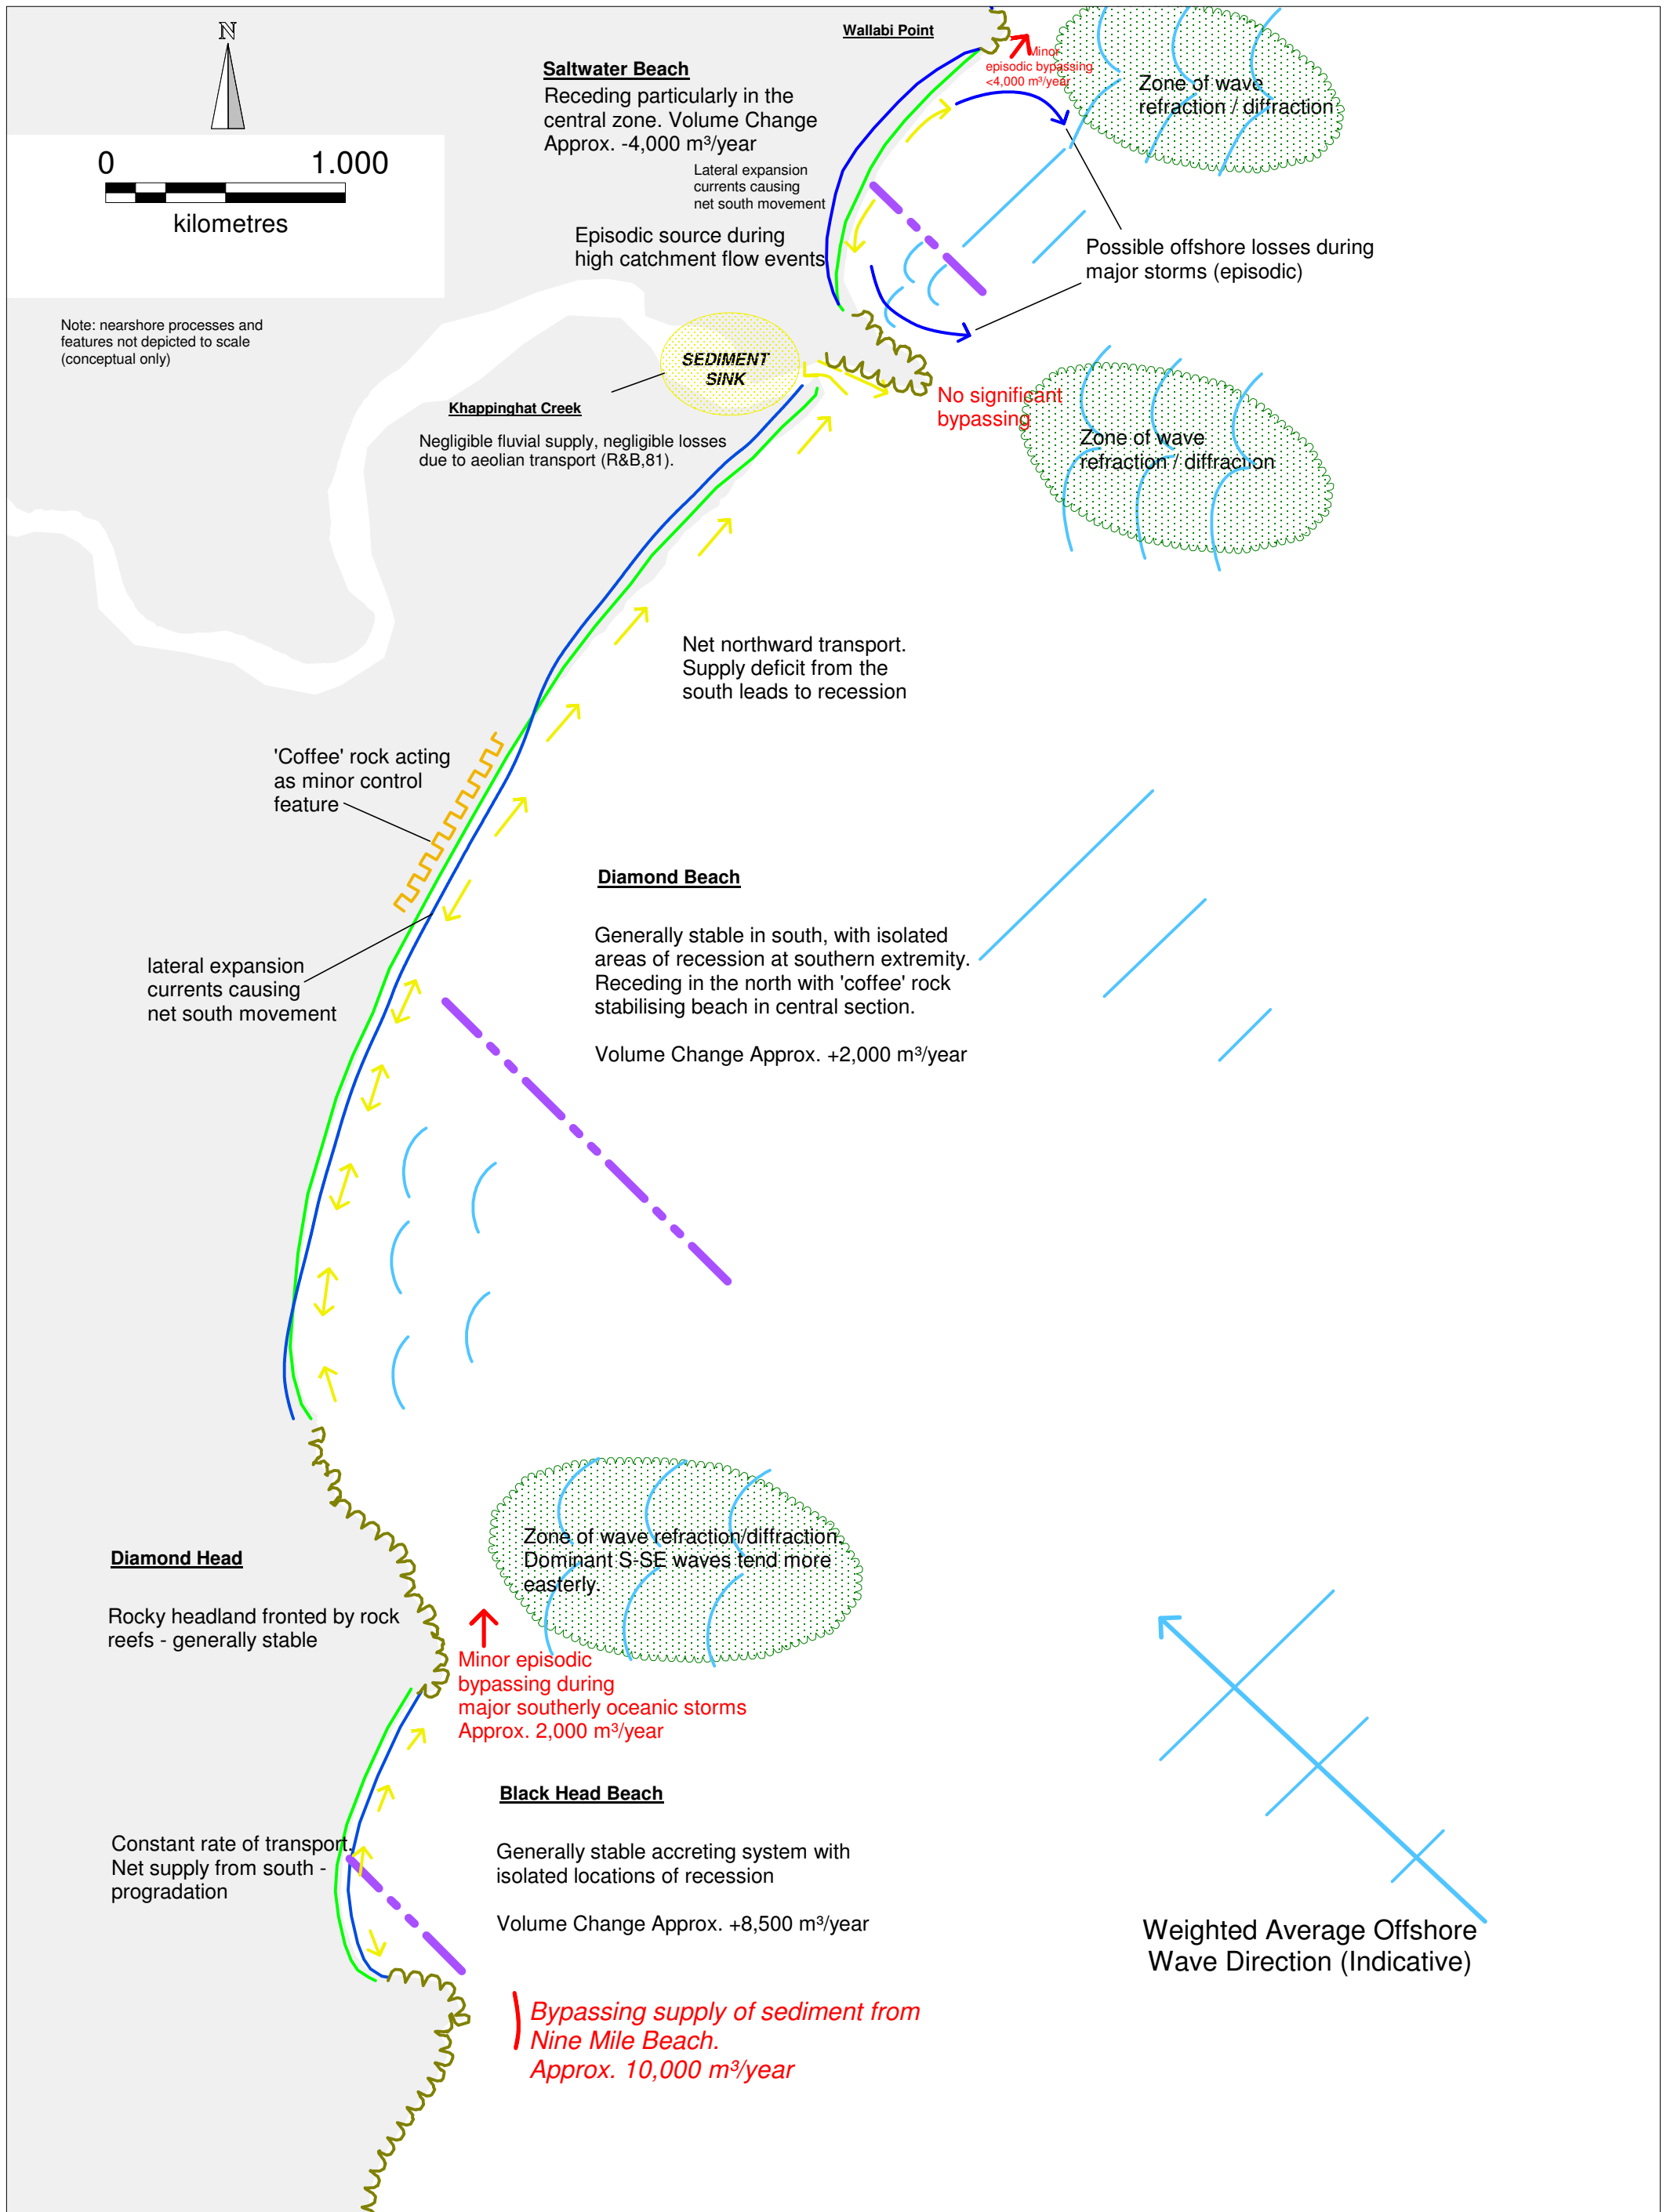 Wallabi Point
N
Saltwater Beach
Receding particularly in the
central zone. Volume Change
Approx. -4,000 m³/year
Minor
episodic bypassing
<4,000 m³/year
Zone of wave
refraction / diffraction
0 1.000
kilometres
Lateral expansion
currents causing
net south movement
Episodic source during
high catchment flow events
Possible offshore losses during
major storms (episodic)
Note: nearshore processes and
features not depicted to scale
(conceptual only)
SEDIMENT
SINK
Khappinghat Creek
Negligible fluvial supply, negligible losses
due to aeolian transport (R&B,81).
No significant
bypassing
Zone of wave
refraction / diffraction
Net northward transport.
Supply deficit from the
south leads to recession
'Coffee' rock acting
as minor control
feature
Diamond Beach
Generally stable in south, with isolated
areas of recession at southern extremity.
Receding in the north with 'coffee' rock
stabilising beach in central section.
Volume Change Approx. +2,000 m³/year
lateral expansion
currents causing
net south movement
Zone of wave refraction/diffraction.
Dominant S-SE waves tend more
easterly.
Diamond Head
Rocky headland fronted by rock
reefs - generally stable
Minor episodic
bypassing during
major southerly oceanic storms
Approx. 2,000 m³/year
Black Head Beach
Generally stable accreting system with
isolated locations of recession
Volume Change Approx. +8,500 m³/year
Constant rate of transport.
Net supply from south -
progradation
Weighted Average Offshore
Wave Direction (Indicative)
Bypassing supply of sediment from
Nine Mile Beach.
Approx. 10,000 m³/year